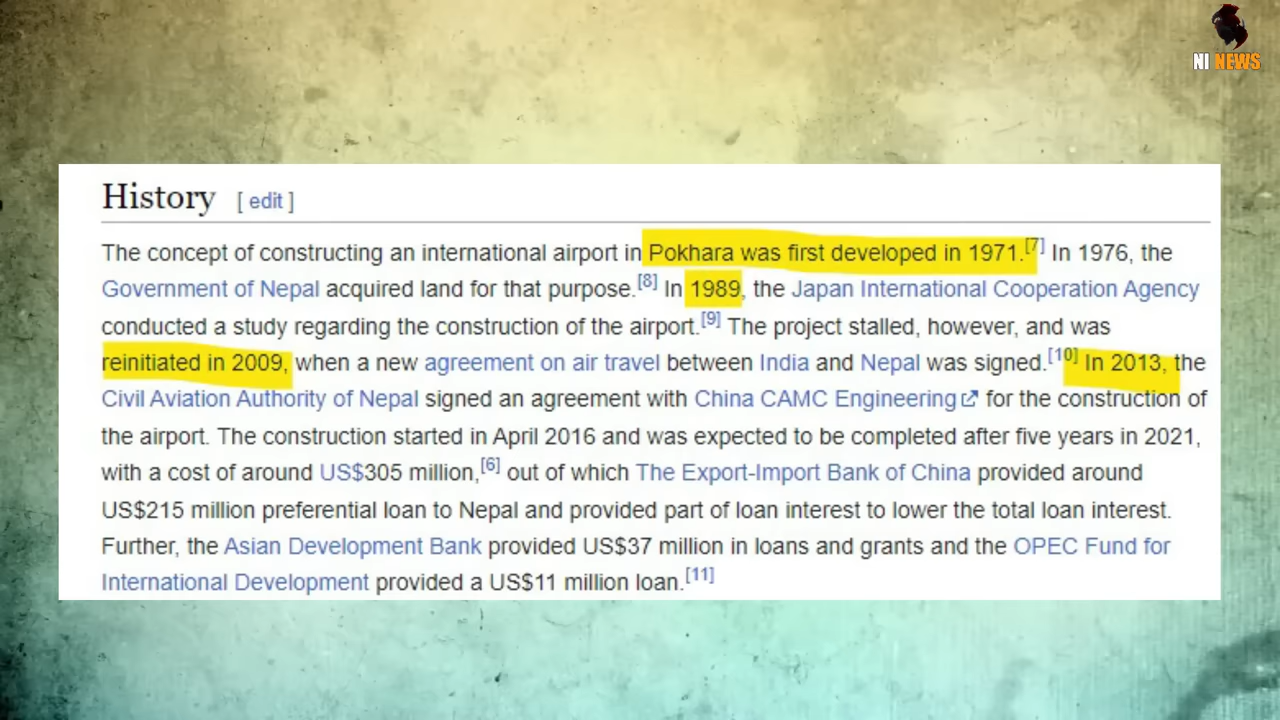 NI NEWS
History [ edit ]
The concept of constructing an international airport in Pokhara was first developed in 1971.[7] In 1976, the
Government of Nepal acquired land for that purpose.[8] In 1989, the Japan International Cooperation Agency
conducted a study regarding the construction of the airport.[9] The project stalled, however, and was
reinitiated in 2009, when a new agreement on air travel between India and Nepal was signed.[10] In 2013, the
Civil Aviation Authority of Nepal signed an agreement with China CAMC Engineering for the construction of
the airport. The construction started in April 2016 and was expected to be completed after five years in 2021,
with a cost of around US$305 million,[6] out of which The Export-Import Bank of China provided around
US$215 million preferential loan to Nepal and provided part of loan interest to lower the total loan interest.
Further, the Asian Development Bank provided US$37 million in loans and grants and the OPEC Fund for
International Development provided a US$11 million loan.[11]